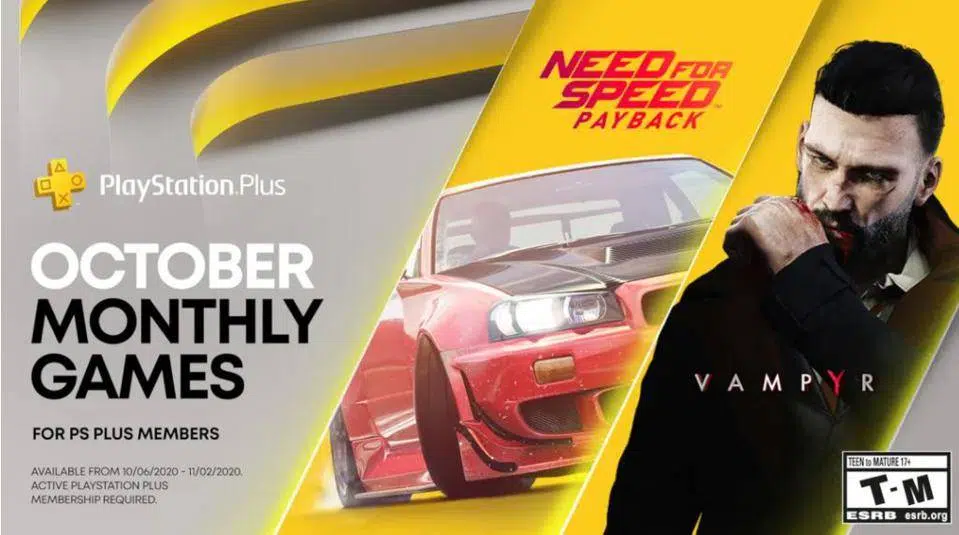 PlayStation.Plus
OCTOBER
MONTHLY
GAMES
FOR PS PLUS MEMBERS
AVAILABLE FROM 10/06/2020 - 11/02/2020.
ACTIVE PLAYSTATION PLUS
MEMBERSHIP REQUIRED.
NEED FOR
SPEED™
PAYBACK
VAMPYR
TEEN to MATURE 17+
T-M
ESRB esrb.org